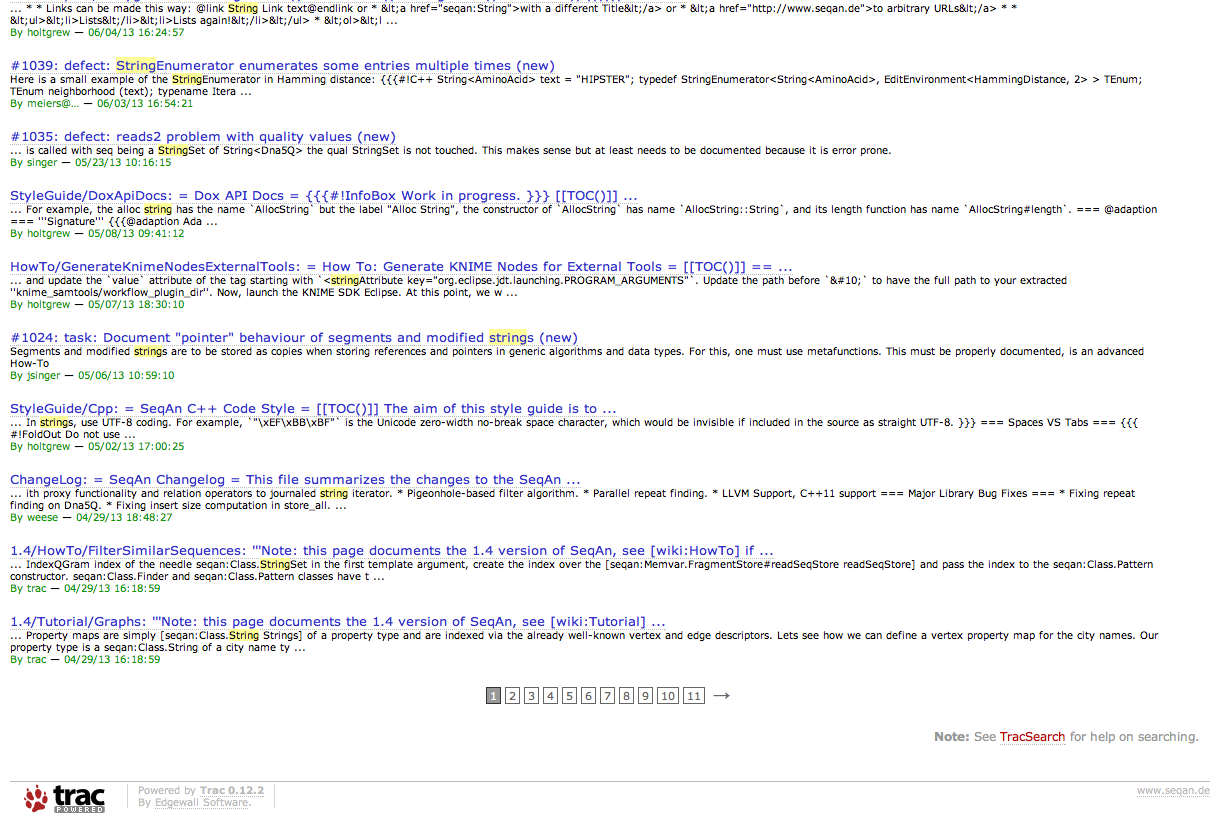 ... * * Links can be made this way: @link String Link text@endlink or * &lt;a href="seqan:String">with a different Title&lt;/a> or * &lt;a href="http://www.seqan.de">to arbitrary URLs&lt;/a> * *
&lt;ul>&lt;li>Lists&lt;/li>&lt;li>Lists again!&lt;/li>&lt;/ul> * &lt;ol>&lt;l ...
By holtgrew — 06/04/13 16:24:57
#1039: defect: StringEnumerator enumerates some entries multiple times (new)
Here is a small example of the StringEnumerator in Hamming distance: {{{#!C++ String<AminoAcid> text = "HIPSTER"; typedef StringEnumerator<String<AminoAcid>, EditEnvironment<HammingDistance, 2> > TEnum;
TEnum neighborhood (text); typename Itera ...
By meiers@... — 06/03/13 16:54:21
#1035: defect: reads2 problem with quality values (new)
... is called with seq being a StringSet of String<Dna5Q> the qual StringSet is not touched. This makes sense but at least needs to be documented because it is error prone.
By singer — 05/23/13 10:16:15
StyleGuide/DoxApiDocs: = Dox API Docs = {{{#!InfoBox Work in progress. }}} [[TOC()]] ...
... For example, the alloc string has the name `AllocString` but the label "Alloc String", the constructor of `AllocString` has name `AllocString::String`, and its length function has name `AllocString#length`. === @adaption
=== '''Signature''' {{{@adaption Ada ...
By holtgrew — 05/08/13 09:41:12
HowTo/GenerateKnimeNodesExternalTools: = How To: Generate KNIME Nodes for External Tools = [[TOC()]] == ...
... and update the `value` attribute of the tag starting with `<stringAttribute key="org.eclipse.jdt.launching.PROGRAM_ARGUMENTS"`. Update the path before `&#10;` to have the full path to your extracted
''knime_samtools/workflow_plugin_dir''. Now, launch the KNIME SDK Eclipse. At this point, we w ...
By holtgrew — 05/07/13 18:30:10
#1024: task: Document "pointer" behaviour of segments and modified strings (new)
Segments and modified strings are to be stored as copies when storing references and pointers in generic algorithms and data types. For this, one must use metafunctions. This must be properly documented, is an advanced
How-To
By jsinger — 05/06/13 10:59:10
StyleGuide/Cpp: = SeqAn C++ Code Style = [[TOC()]] The aim of this style guide is to ...
... In strings, use UTF-8 coding. For example, `"\xEF\xBB\xBF"` is the Unicode zero-width no-break space character, which would be invisible if included in the source as straight UTF-8. }}} === Spaces VS Tabs === {{{
#!FoldOut Do not use ...
By holtgrew — 05/02/13 17:00:25
ChangeLog: = SeqAn Changelog = This file summarizes the changes to the SeqAn ...
... ith proxy functionality and relation operators to journaled string iterator. * Pigeonhole-based filter algorithm. * Parallel repeat finding. * LLVM Support, C++11 support === Major Library Bug Fixes === * Fixing repeat
finding on Dna5Q. * Fixing insert size computation in store_all. ...
By weese — 04/29/13 18:48:27
1.4/HowTo/FilterSimilarSequences: '''Note: this page documents the 1.4 version of SeqAn, see [wiki:HowTo] if ...
... IndexQGram index of the needle seqan:Class.StringSet in the first template argument, create the index over the [seqan:Memvar.FragmentStore#readSeqStore readSeqStore] and pass the index to the seqan:Class.Pattern
constructor. seqan:Class.Finder and seqan:Class.Pattern classes have t ...
By trac — 04/29/13 16:18:59
1.4/Tutorial/Graphs: '''Note: this page documents the 1.4 version of SeqAn, see [wiki:Tutorial] ...
... Property maps are simply [seqan:Class.String Strings] of a property type and are indexed via the already well-known vertex and edge descriptors. Lets see how we can define a vertex property map for the city names. Our
property type is a seqan:Class.String of a city name ty ...
By trac — 04/29/13 16:18:59
1 2 3 4 5 6 7 8 9 10 11 →
Note: See TracSearch for help on searching.
trac POWERED
Powered by Trac 0.12.2
By Edgewall Software.
www.seqan.de